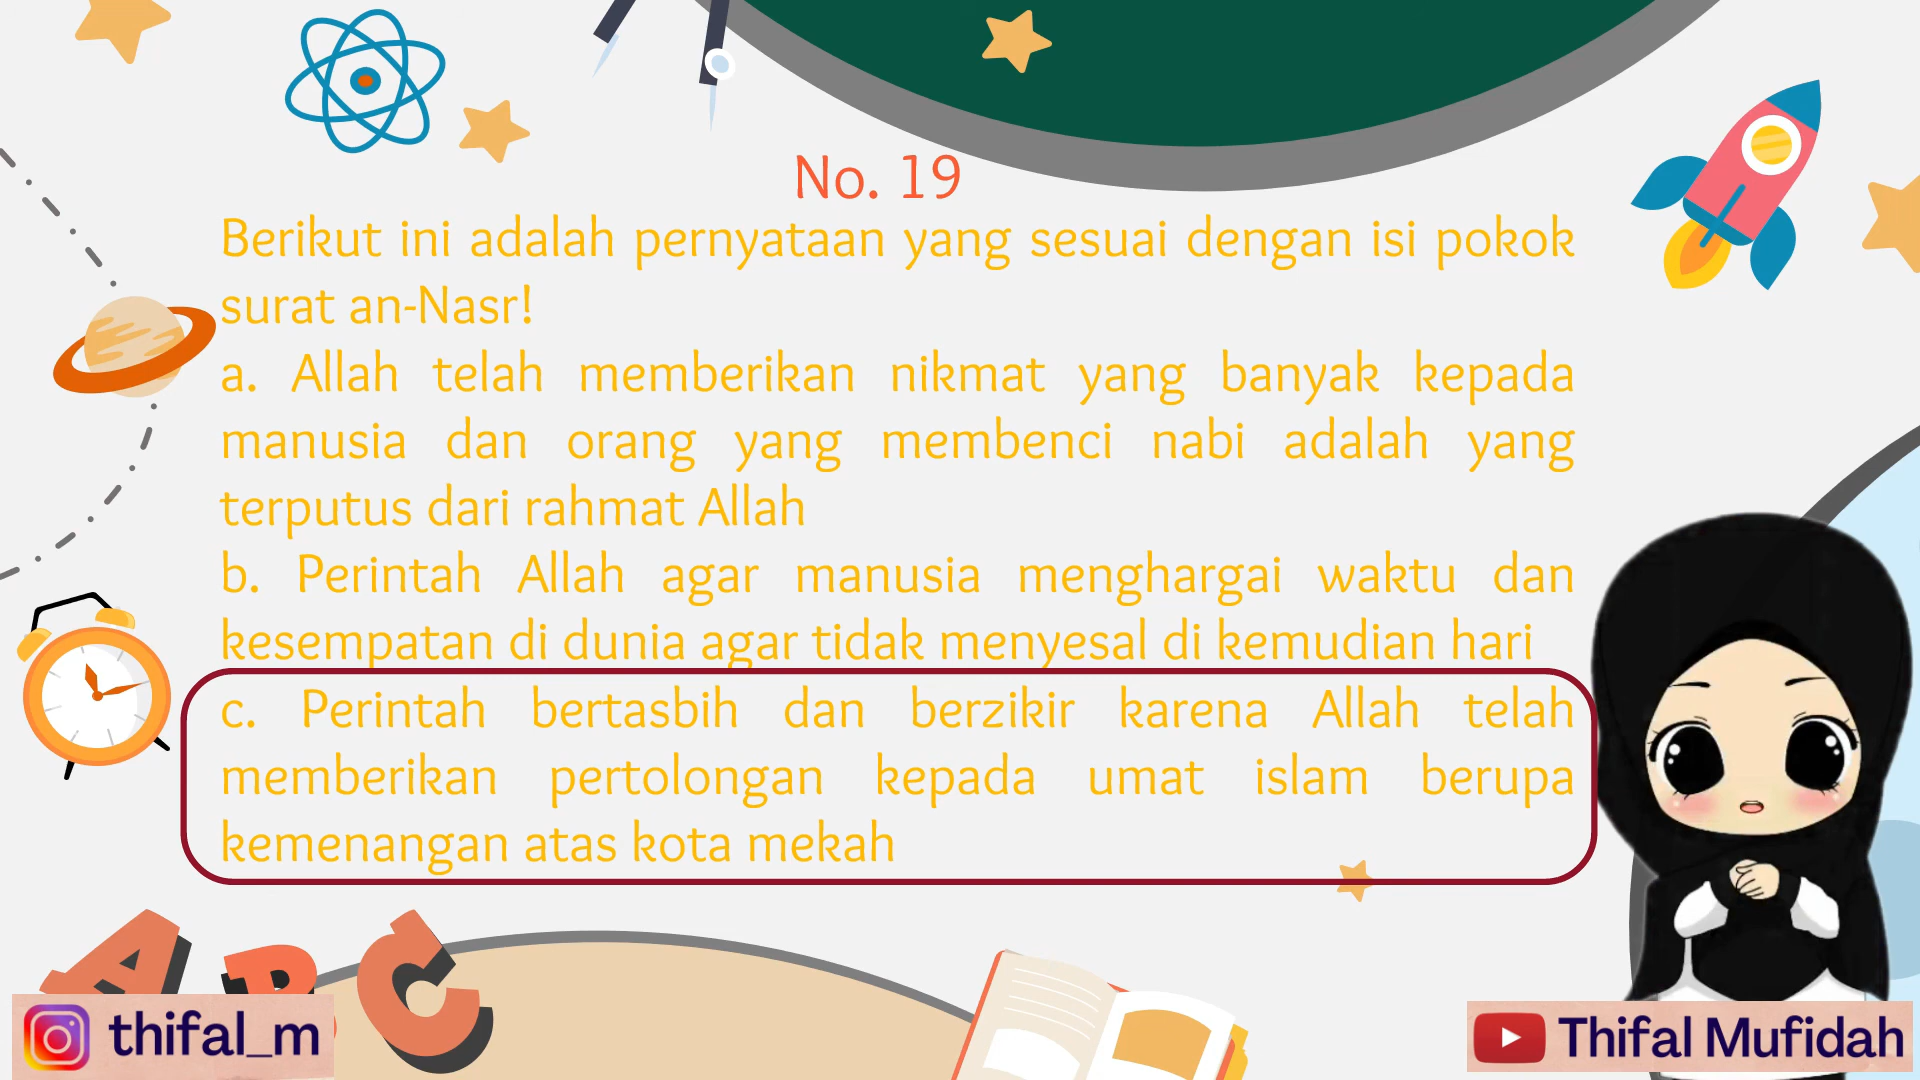 No. 19
Berikut ini adalah pernyataan yang sesuai dengan isi pokok
surat an-Nasr!
a. Allah telah memberikan nikmat yang banyak kepada
manusia dan orang yang membenci nabi adalah yang
terputus dari rahmat Allah
b. Perintah Allah agar manusia menghargai waktu dan
kesempatan di dunia agar tidak menyesal di kemudian hari
c. Perintah bertasbih dan berzikir karena Allah telah
memberikan pertolongan kepada umat islam berupa
kemenangan atas kota mekah
A B C
thifal_m
Thifal Mufidah